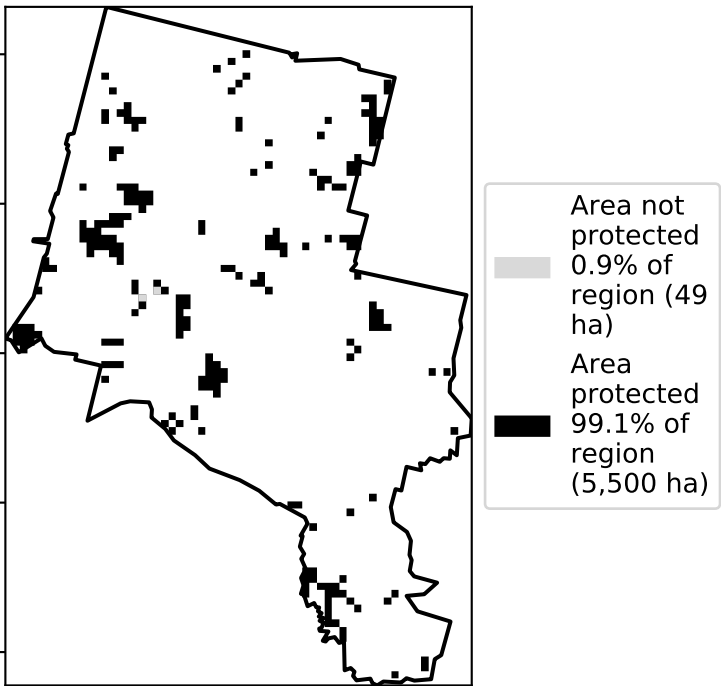 Area not
protected
0.9% of
region (49
ha)
Area
protected
99.1% of
region
(5,500 ha)